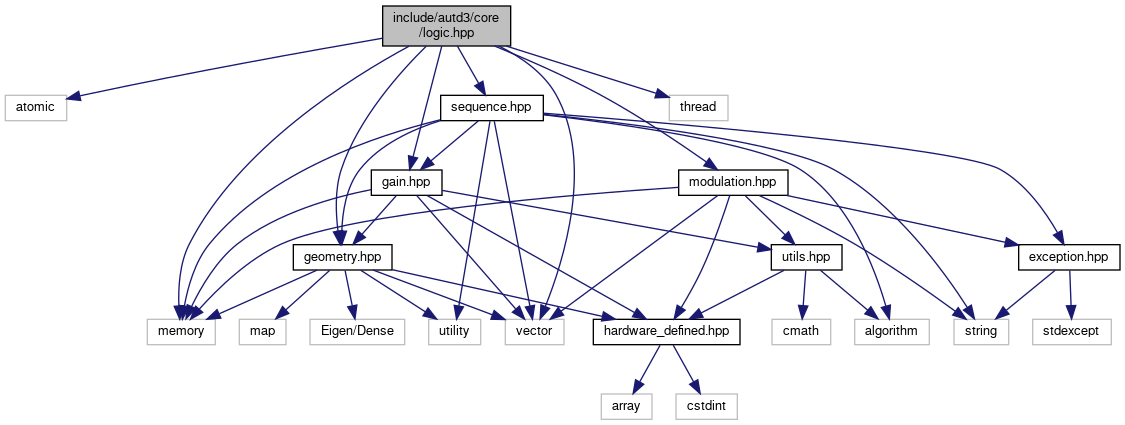 include/autd3/core
/logic.hpp
atomic
sequence.hpp
thread
gain.hpp
modulation.hpp
geometry.hpp
utils.hpp
exception.hpp
memory
map
Eigen/Dense
utility
vector
hardware_defined.hpp
cmath
algorithm
string
stdexcept
array
cstdint